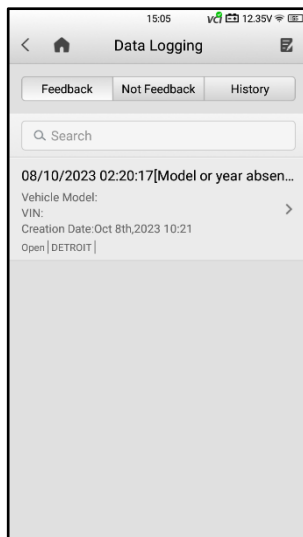 15:05 VCI 12.35V
Data Logging
Feedback Not Feedback History
Search
08/10/2023 02:20:17[Model or year absen...
Vehicle Model:
VIN:
Creation Date:Oct 8th,2023 10:21
Open | DETROIT |